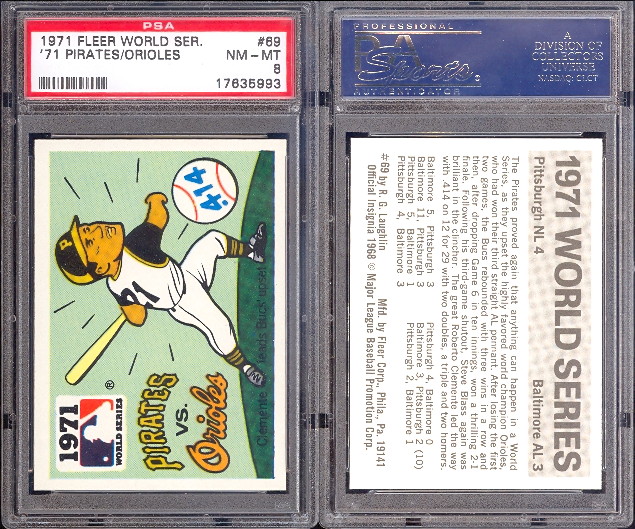 PSA
1971 FLEER WORLD SER.
#69
'71 PIRATES/ORIOLES
NM-MT
8
17635993
.414
P
21
Clemente leads Bucs' upset
PIRATES
VS.
Orioles
1971
®
WORLD SERIES
PROFESSIONAL
PSA
Sports
AUTHENTICATOR
A
DIVISION OF
COLLECTORS
UNIVERSE
NASDAQ: CLCT
1971 WORLD SERIES
Pittsburgh NL 4
Baltimore AL 3
The Pirates proved again that anything can happen in a World
Series, as they upset the highly favored world champion Orioles,
who had won their third straight AL pennant. After losing the first
two games, the Bucs rebounded with three wins in a row and
then, after dropping Game 6 in ten innings, won a thrilling 2-1
finale. Following his third-game shutout, Steve Blass again was
brilliant in the clincher. The great Roberto Clemente led the way
with .414 on 12 for 29 with two doubles, a triple and two homers.
Baltimore 5, Pittsburgh 3
Baltimore 11, Pittsburgh 3
Pittsburgh 5, Baltimore 1
Pittsburgh 4, Baltimore 3
Pittsburgh 4, Baltimore 0
Baltimore 3, Pittsburgh 2 (10)
Pittsburgh 2, Baltimore 1
#69 by R. G. Laughlin
Mfd. by Fleer Corp., Phila., Pa. 19141
Official Insignia 1968 © Major League Baseball Promotion Corp.